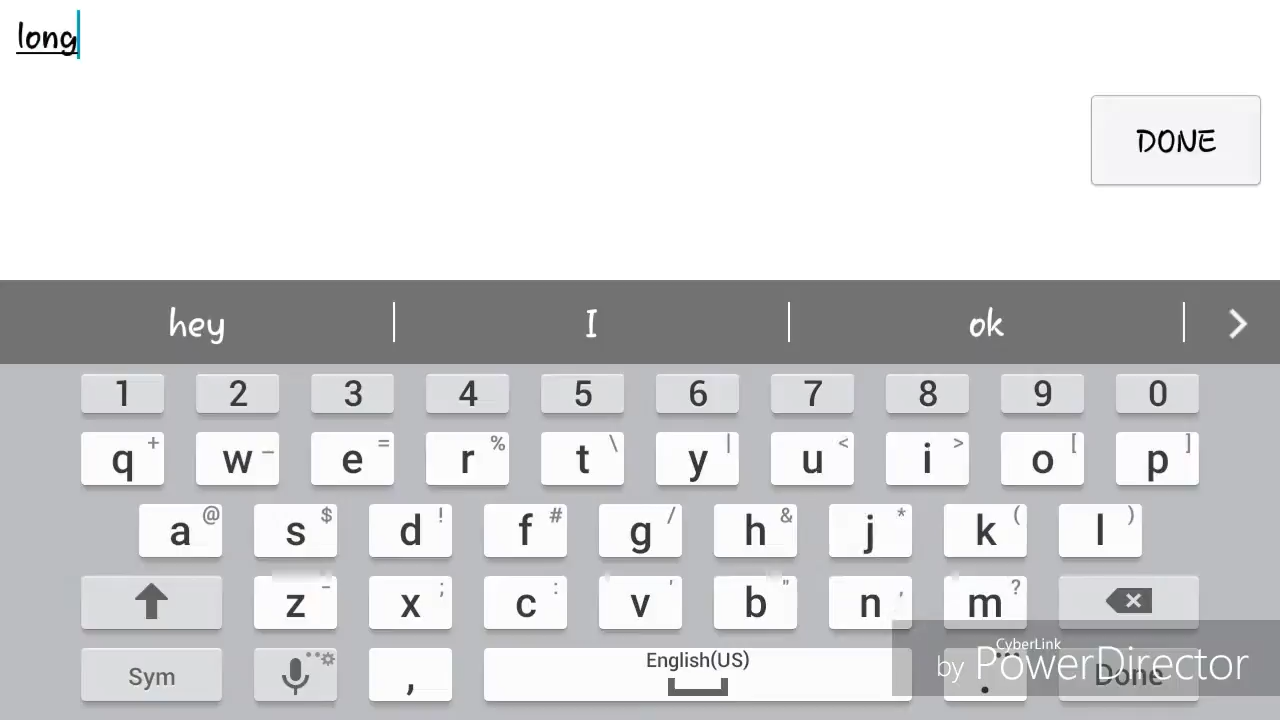 long
DONE
hey I ok
1 2 3 4 5 6 7 8 9 0
q + w – e = r % t \ y | u < i > o [ p ]
a @ s $ d ! f # g / h & j * k ( l )
z - x ; c : v ' b " n , m ?
Sym , English(US) . Done
CyberLink
by PowerDirector